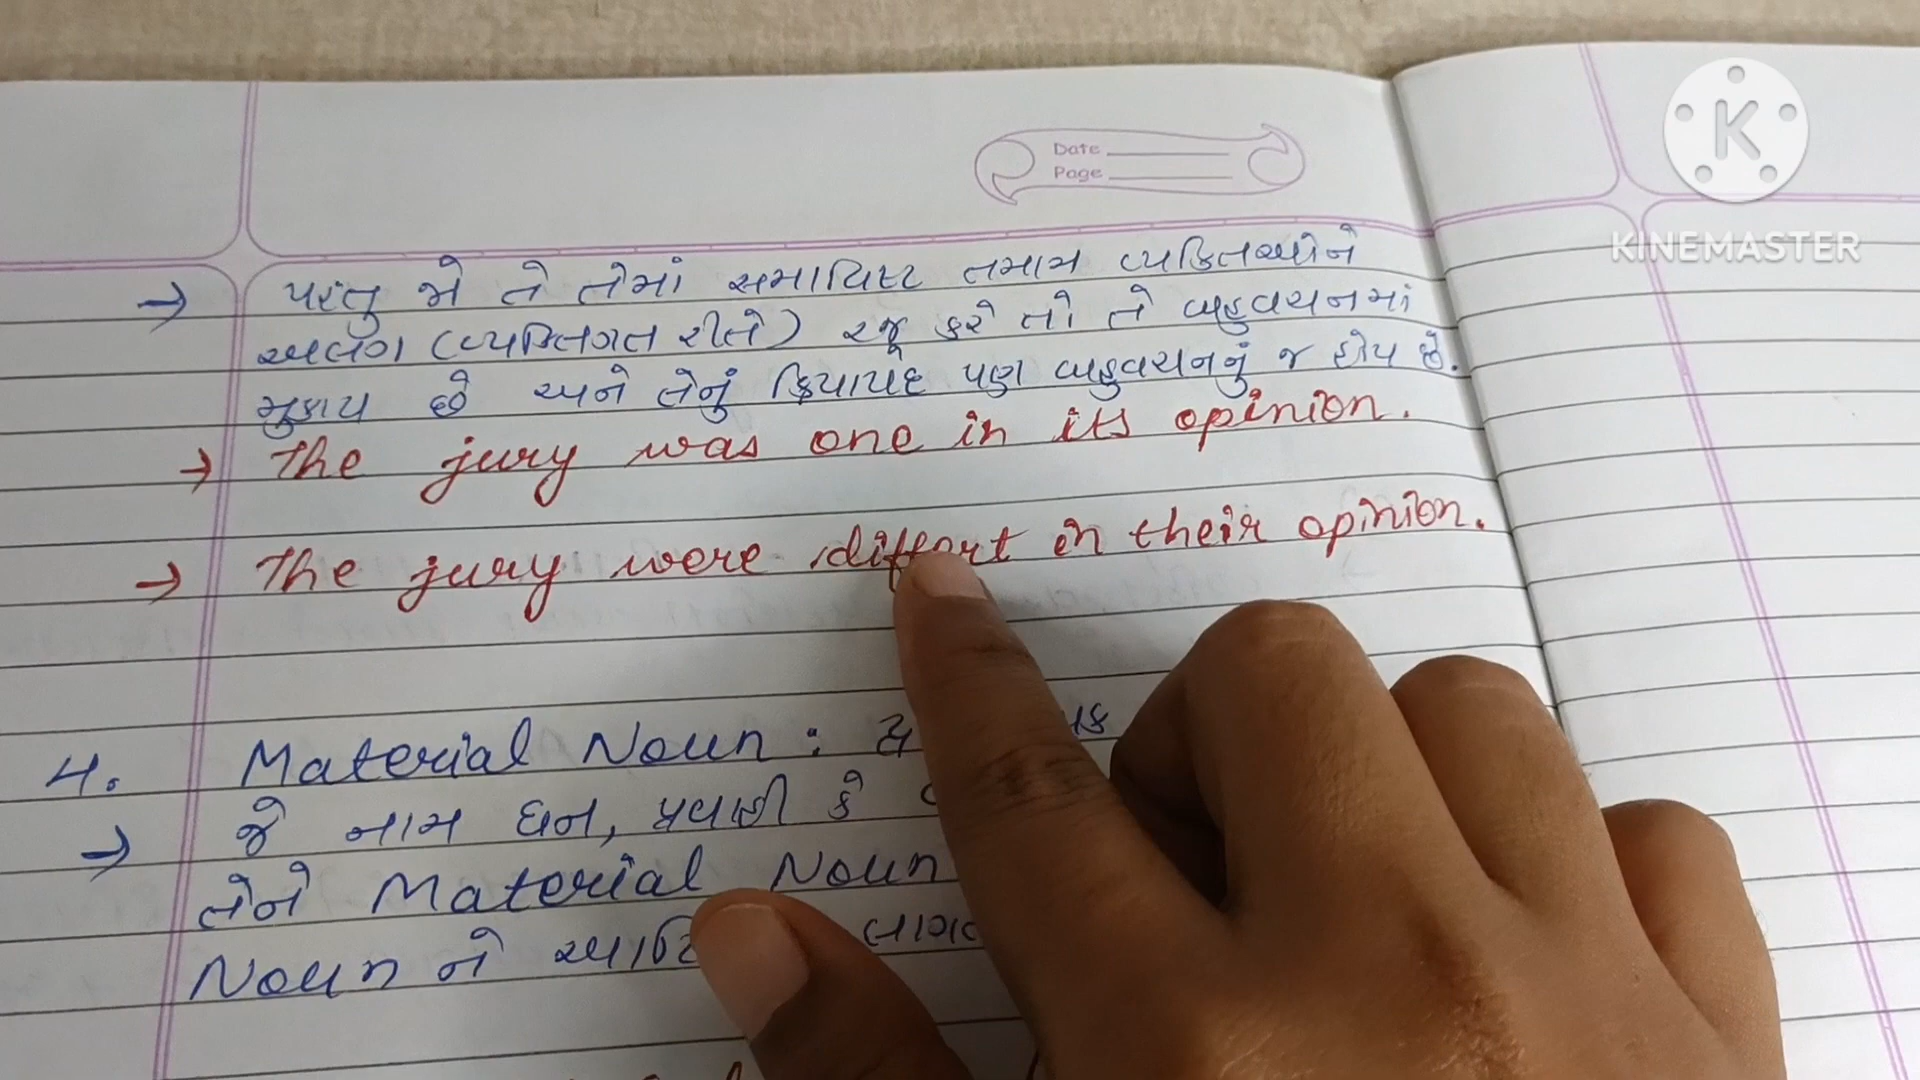 Date
Page
KINEMASTER
→ પરંતુ જો તે તેમાં સમાવિષ્ટ તમામ વ્યક્તિઓને
અલગ (વ્યક્તિગત રીતે) રજૂ કરે તો તે બહુવચનમાં
મુકાય છે અને તેનું ક્રિયાપદ પણ બહુવચનનું જ હોય છે.
→ The jury was one in its opinion.
→ The jury were differt in their opinion.
4. Material Noun :
→ જે નામ ઘન, પ્રવાહી કે
તેને Material Noun
Noun ને